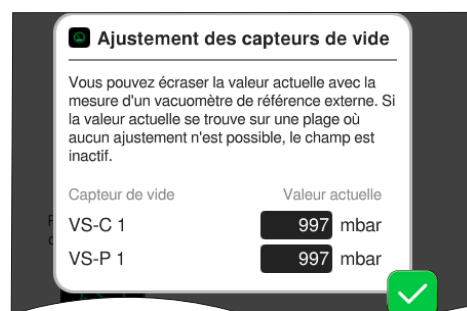 Ajustement des capteurs de vide
Vous pouvez écraser la valeur actuelle avec la
mesure d'un vacuomètre de référence externe. Si
la valeur actuelle se trouve sur une plage où
aucun ajustement n'est possible, le champ est
inactif.
Capteur de vide Valeur actuelle
VS-C 1 997 mbar
VS-P 1 997 mbar